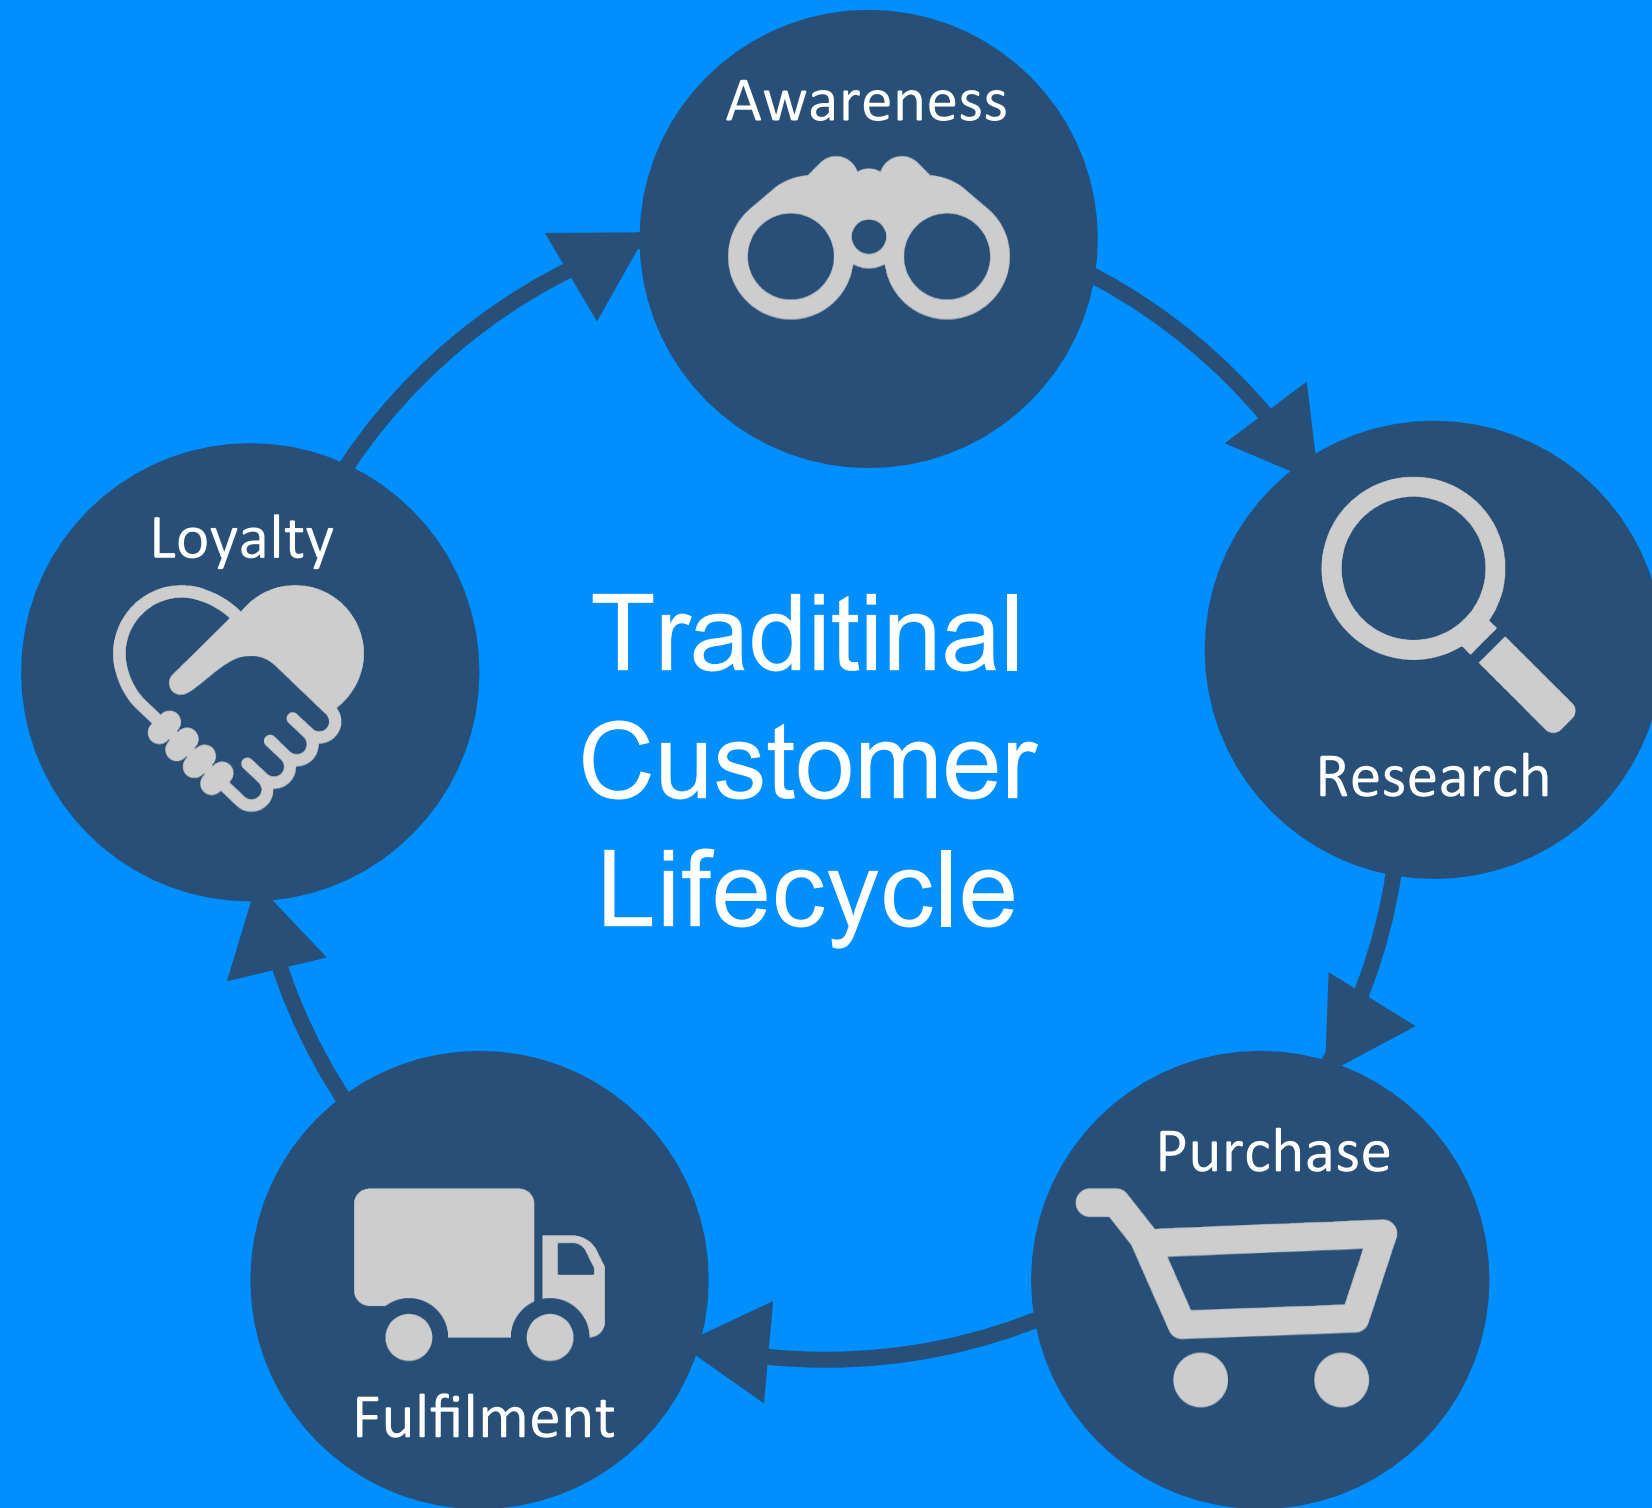 Awareness
Loyalty
Traditinal
Customer
Lifecycle
Research
Purchase
Fulfilment